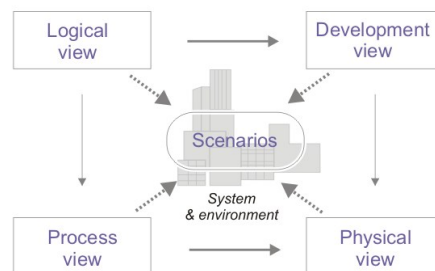 Logical
view
Development
view
Scenarios
System
& environment
Process
view
Physical
view